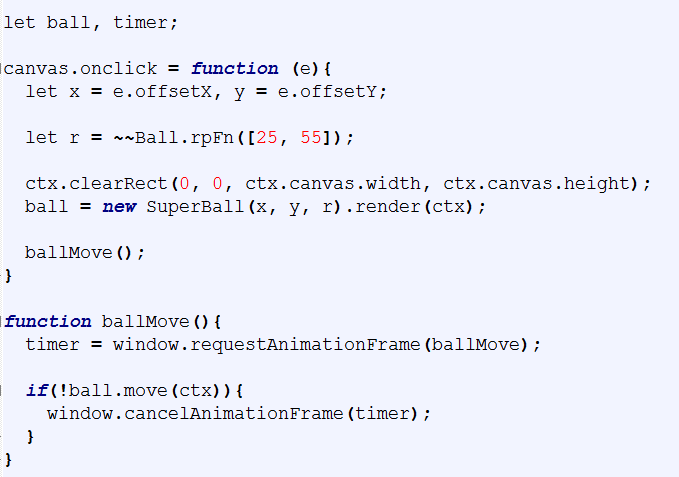 let ball, timer;
canvas.onclick = function (e){
let x = e.offsetX, y = e.offsetY;
let r = ~~Ball.rpFn([25, 55]);
ctx.clearRect(0, 0, ctx.canvas.width, ctx.canvas.height);
ball = new SuperBall(x, y, r).render(ctx);
ballMove();
}
function ballMove(){
timer = window.requestAnimationFrame(ballMove);
if(!ball.move(ctx)){
window.cancelAnimationFrame(timer);
}
}